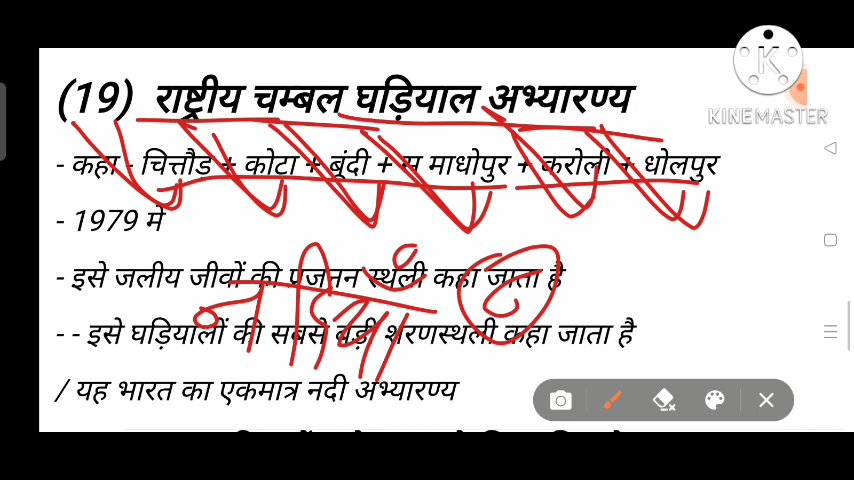 (19) राष्ट्रीय चम्बल घड़ियाल अभ्यारण्य
K
KINEMASTER
- कहा - चित्तौड़ + कोटा + बूंदी + स माधोपुर + करोली + धोलपुर
- 1979 में
- इसे जलीय जीवों की प्रजनन स्थली कहा जाता है
- - इसे घड़ियालों की सबसे बड़ी शरणस्थली कहा जाता है
/ यह भारत का एकमात्र नदी अभ्यारण्य